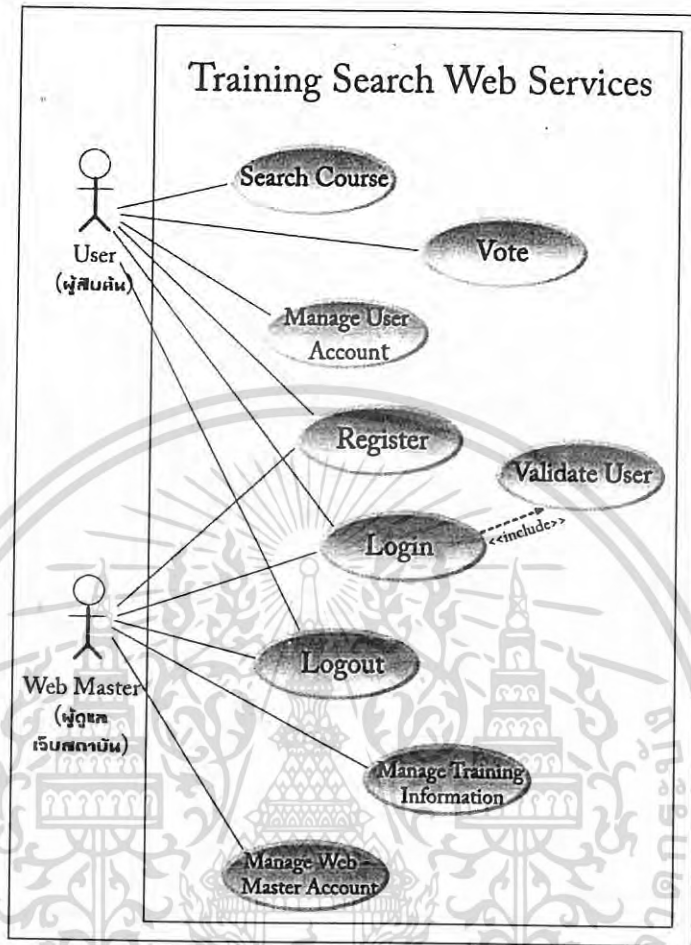 Training Search Web Services
Search Course
User
(ผู้สืบค้น)
Vote
Manage User
Account
Register
Validate User
Login
<<include>>
Web Master
(ผู้ดูแล
เว็บสถาบัน)
Logout
Manage Training
Information
Manage Web -
Master Account